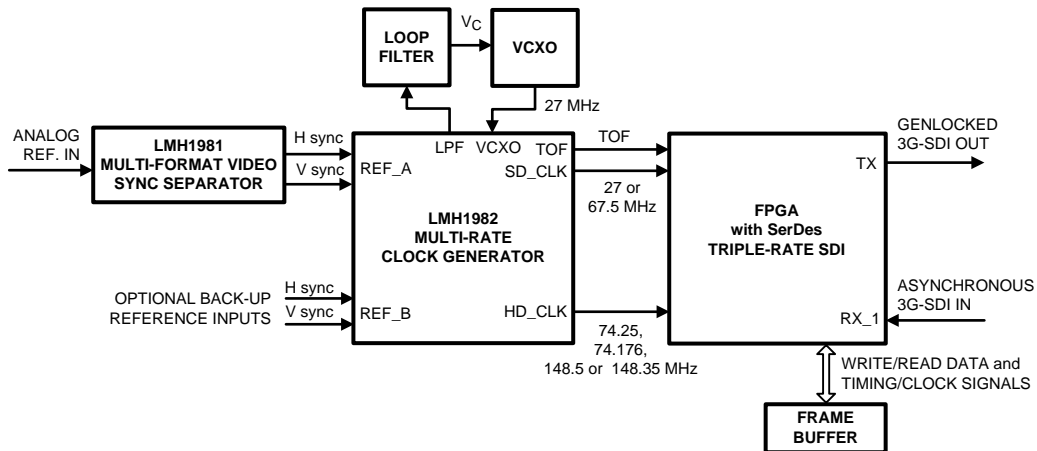 LOOP
FILTER
VC
VCXO
27 MHz
ANALOG
REF. IN
LMH1981
MULTI-FORMAT VIDEO
SYNC SEPARATOR
H sync
V sync
LPF
VCXO
TOF
REF_A
SD_CLK
LMH1982
MULTI-RATE
CLOCK GENERATOR
OPTIONAL BACK-UP
REFERENCE INPUTS
H sync
V sync
REF_B
HD_CLK
TOF
27 or
67.5 MHz
74.25,
74.176,
148.5 or 148.35 MHz
FPGA
with SerDes
TRIPLE-RATE SDI
TX
RX_1
GENLOCKED
3G-SDI OUT
ASYNCHRONOUS
3G-SDI IN
WRITE/READ DATA and
TIMING/CLOCK SIGNALS
FRAME
BUFFER